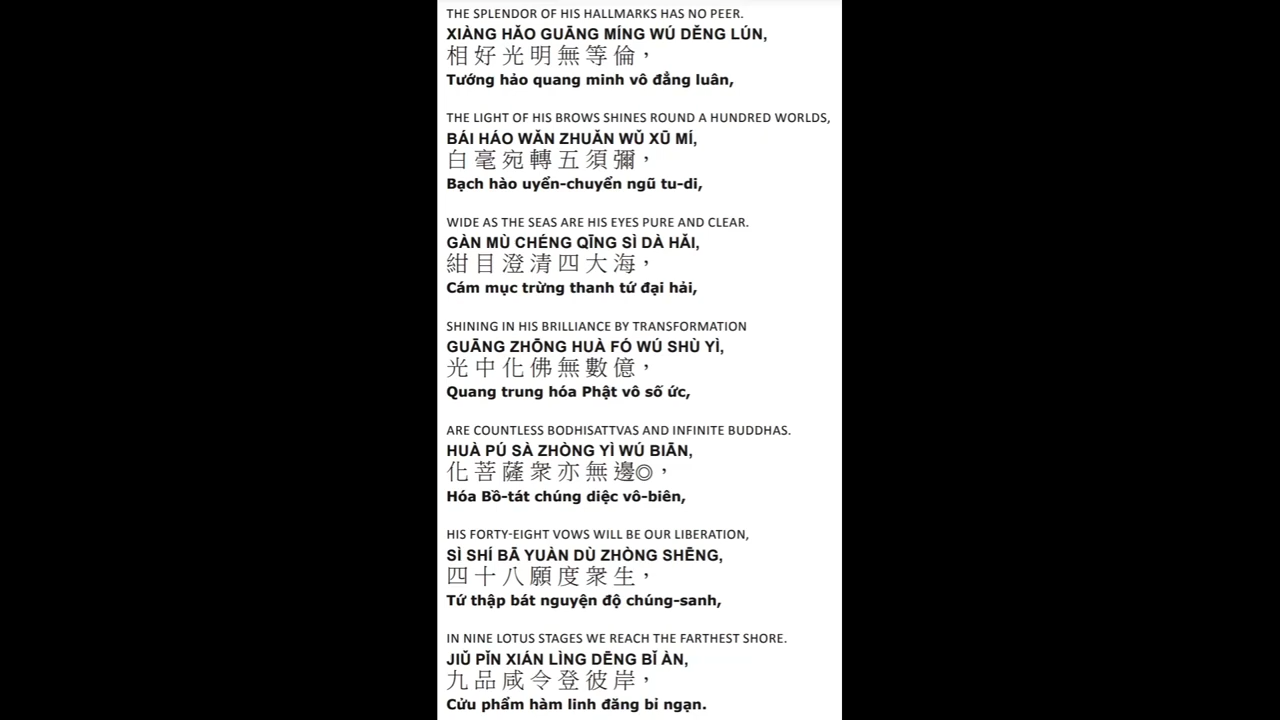 THE SPLENDOR OF HIS HALLMARKS HAS NO PEER.
XIÀNG HǍO GUĀNG MÍNG WÚ DĚNG LÚN,
相好光明無等倫，
Tướng hảo quang minh vô đẳng luân,
THE LIGHT OF HIS BROWS SHINES ROUND A HUNDRED WORLDS,
BÁI HÁO WǍN ZHUǍN WǓ XŪ MÍ,
白毫宛轉五須彌，
Bạch hào uyển-chuyển ngũ tu-di,
WIDE AS THE SEAS ARE HIS EYES PURE AND CLEAR.
GÀN MÙ CHÉNG QĪNG SÌ DÀ HǍI,
紺目澄清四大海，
Cám mục trừng thanh tứ đại hải,
SHINING IN HIS BRILLIANCE BY TRANSFORMATION
GUĀNG ZHŌNG HUÀ FÓ WÚ SHÙ YÌ,
光中化佛無數億，
Quang trung hóa Phật vô số ức,
ARE COUNTLESS BODHISATTVAS AND INFINITE BUDDHAS.
HUÀ PÚ SÀ ZHÒNG YÌ WÚ BIĀN,
化菩薩衆亦無邊◎，
Hóa Bồ-tát chúng diệc vô-biên,
HIS FORTY-EIGHT VOWS WILL BE OUR LIBERATION,
SÌ SHÍ BĀ YUÀN DÙ ZHÒNG SHĒNG,
四十八願度衆生，
Tứ thập bát nguyện độ chúng-sanh,
IN NINE LOTUS STAGES WE REACH THE FARTHEST SHORE.
JIǓ PǏN XIÁN LÌNG DĒNG BǏ ÀN,
九品咸令登彼岸，
Cửu phẩm hàm linh đăng bỉ ngạn.